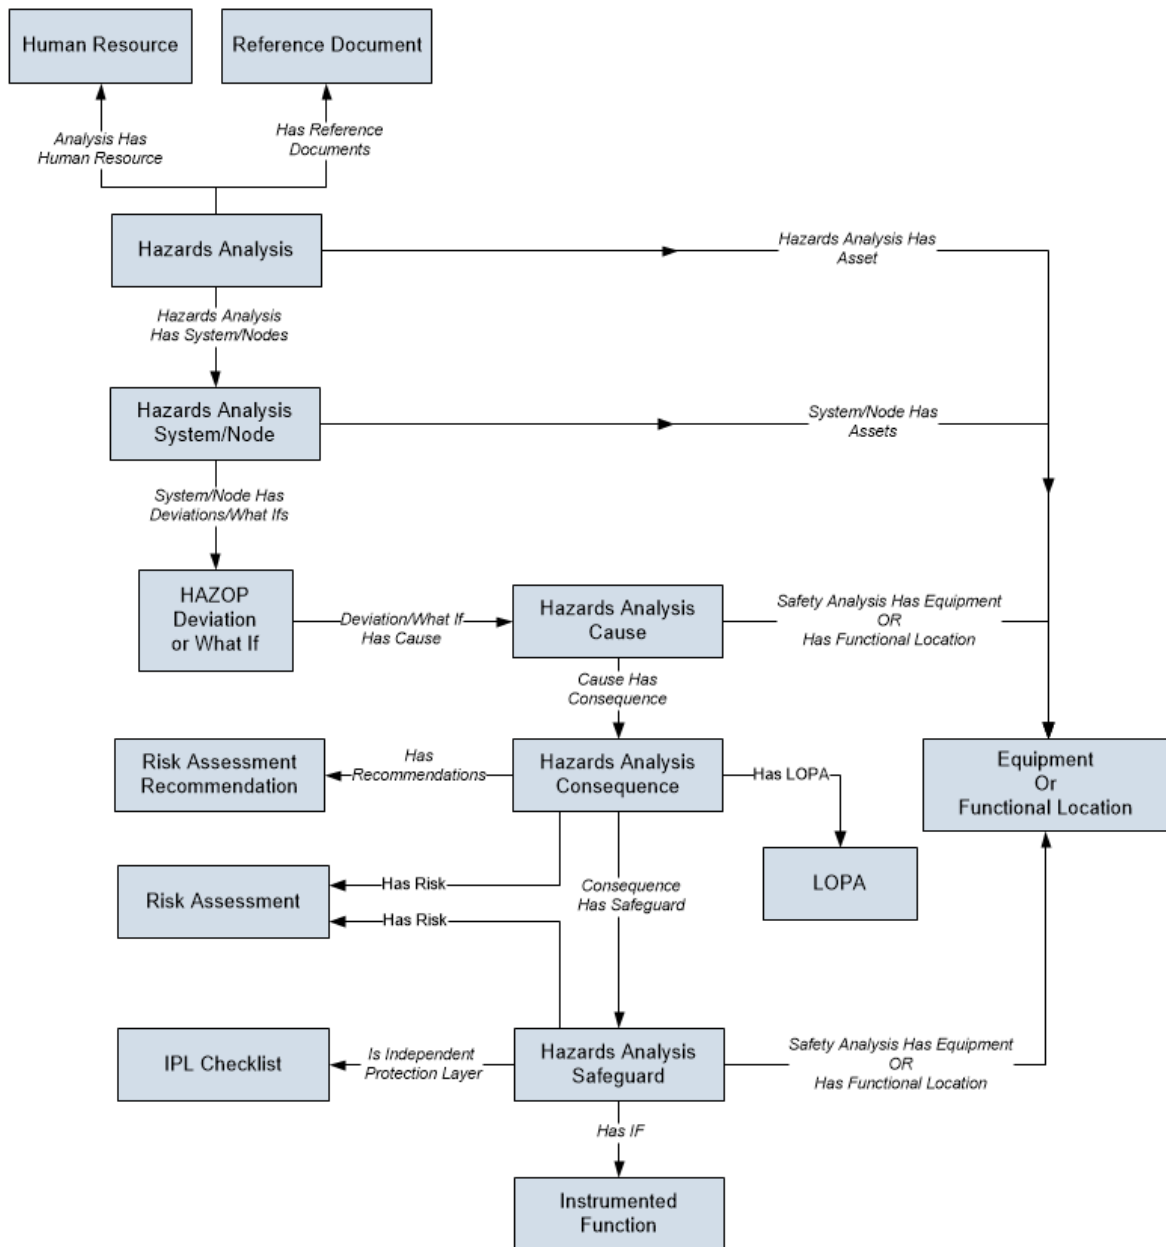 Human Resource
Reference Document
Analysis Has
Human Resource
Has Reference
Documents
Hazards Analysis
Hazards Analysis Has
Asset
Hazards Analysis
Has System/Nodes
Hazards Analysis
System/Node
System/Node Has
Assets
System/Node Has
Deviations/What Ifs
HAZOP
Deviation
or What If
Deviation/What If
Has Cause
Hazards Analysis
Cause
Safety Analysis Has Equipment
OR
Has Functional Location
Cause Has
Consequence
Risk Assessment
Recommendation
Has
Recommendations
Hazards Analysis
Consequence
Has LOPA
Equipment
Or
Functional Location
LOPA
Risk Assessment
Has Risk
Has Risk
Consequence
Has Safeguard
IPL Checklist
Is Independent
Protection Layer
Hazards Analysis
Safeguard
Safety Analysis Has Equipment
OR
Has Functional Location
Has IF
Instrumented
Function